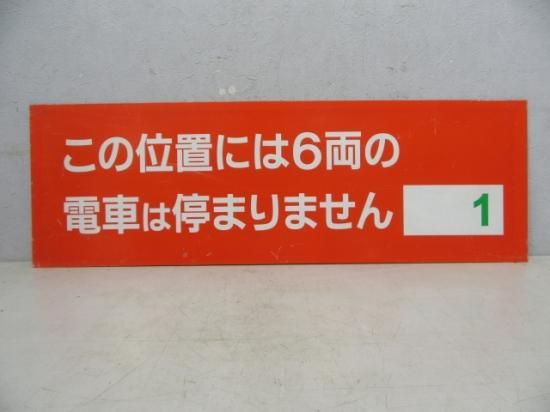 この位置には6両の
電車は停まりません
1